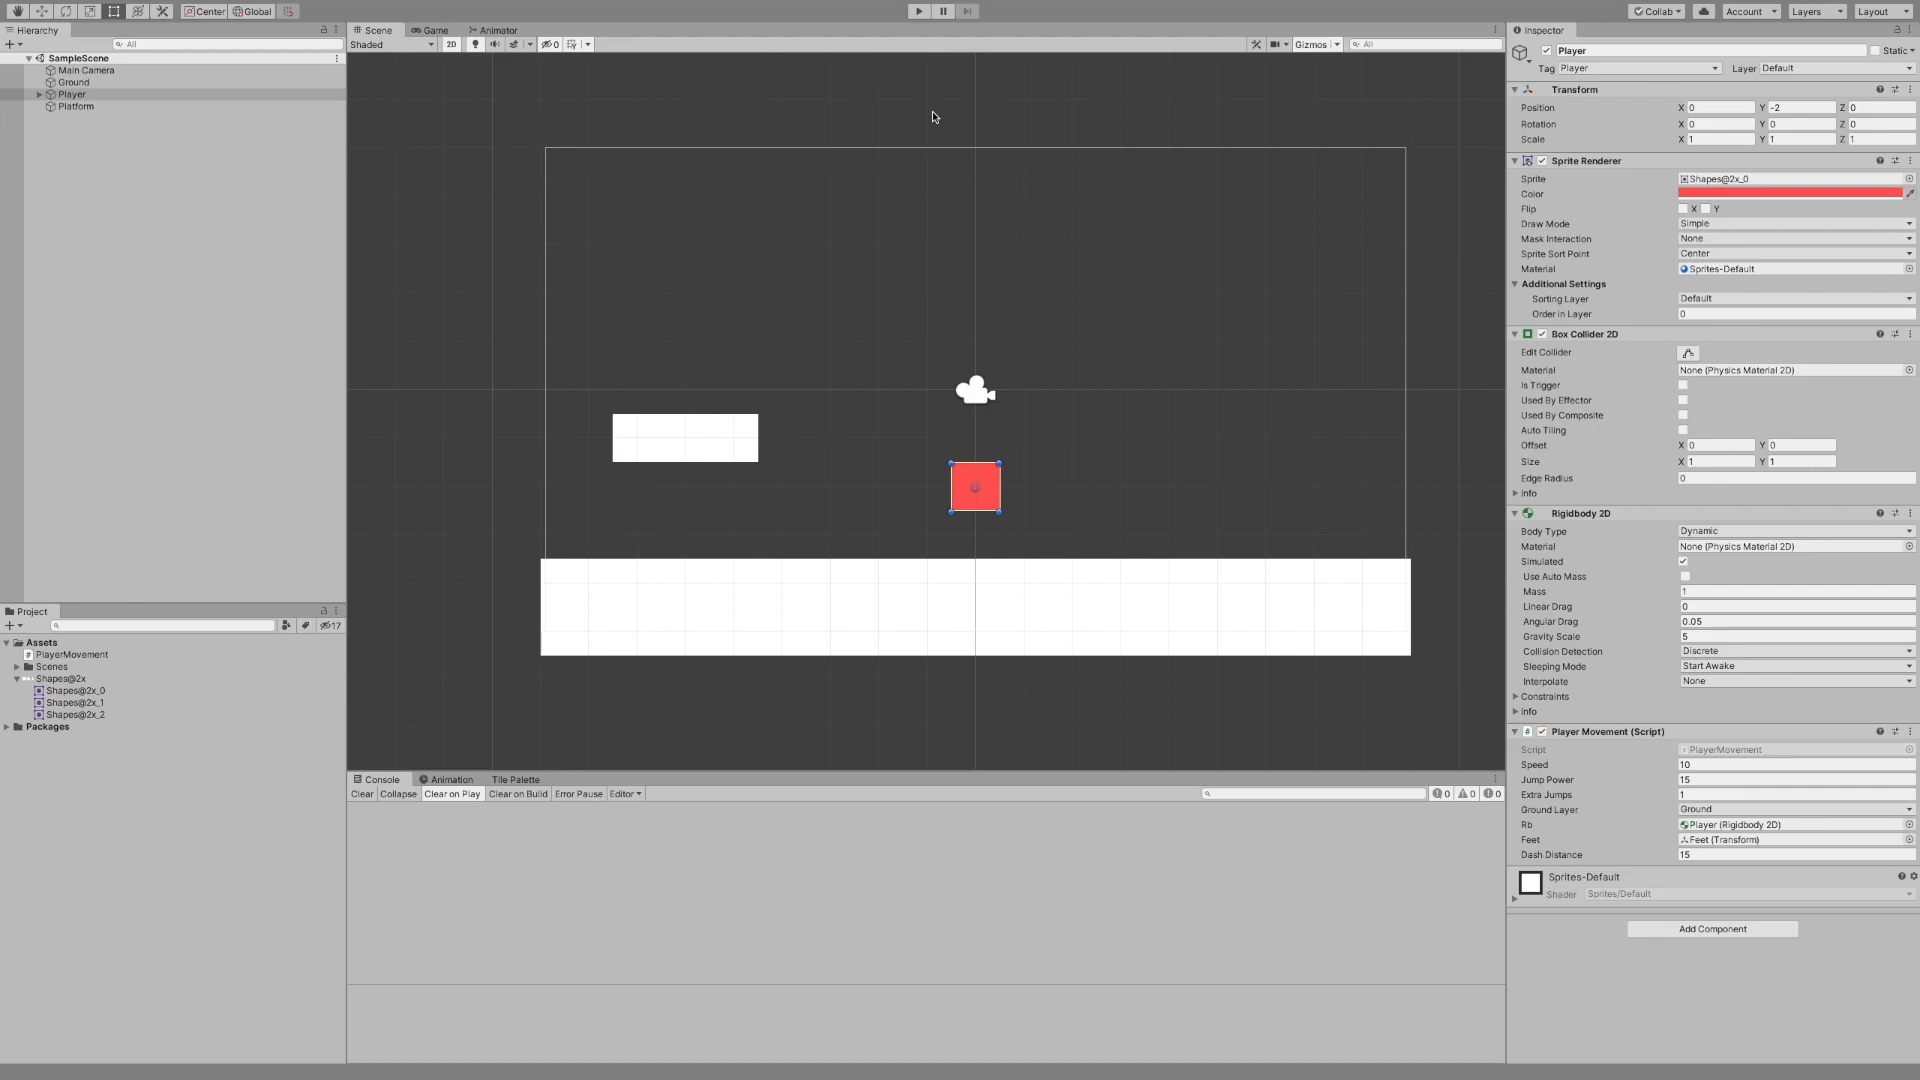 Center Global Collab Account Layers Layout
Hierarchy
All
SampleScene
Main Camera
Ground
Player
Platform
Project
17
Assets
PlayerMovement
Scenes
Shapes@2x
Shapes@2x_0
Shapes@2x_1
Shapes@2x_2
Packages
Scene Game Animator
Shaded 2D 0 Gizmos All
Console Animation Tile Palette
Clear Collapse Clear on Play Clear on Build Error Pause Editor 0 0 0
Inspector
Player Static
Tag Player Layer Default
Transform
Position X 0 Y -2 Z 0
Rotation X 0 Y 0 Z 0
Scale X 1 Y 1 Z 1
Sprite Renderer
Sprite Shapes@2x_0
Color
Flip X Y
Draw Mode Simple
Mask Interaction None
Sprite Sort Point Center
Material Sprites-Default
Additional Settings
Sorting Layer Default
Order in Layer 0
Box Collider 2D
Edit Collider
Material None (Physics Material 2D)
Is Trigger
Used By Effector
Used By Composite
Auto Tiling
Offset X 0 Y 0
Size X 1 Y 1
Edge Radius 0
Info
Rigidbody 2D
Body Type Dynamic
Material None (Physics Material 2D)
Simulated
Use Auto Mass
Mass 1
Linear Drag 0
Angular Drag 0.05
Gravity Scale 5
Collision Detection Discrete
Sleeping Mode Start Awake
Interpolate None
Constraints
Info
Player Movement (Script)
Script PlayerMovement
Speed 10
Jump Power 15
Extra Jumps 1
Ground Layer Ground
Rb Player (Rigidbody 2D)
Feet Feet (Transform)
Dash Distance 15
Sprites-Default
Shader Sprites/Default
Add Component